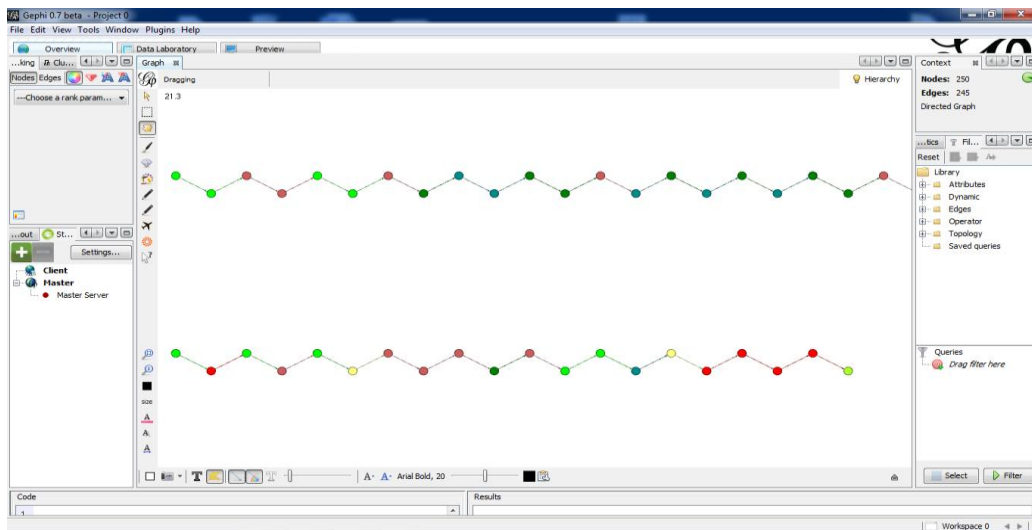 Gephi 0.7 beta - Project 0
File Edit View Tools Window Plugins Help
Overview Data Laboratory Preview
...king Clu... Graph Context
Nodes Edges Dragging Hierarchy Nodes: 250
---Choose a rank param... 21.3 Edges: 245
Directed Graph
...tics Fil...
Reset
Library
Attributes
Dynamic
Edges
Operator
Topology
Saved queries
...out St...
Settings...
Client
Master
Master Server
Queries
Drag filter here
size
A
A
A
T T A- A- Arial Bold, 20 Select Filter
Code Results
1
Workspace 0